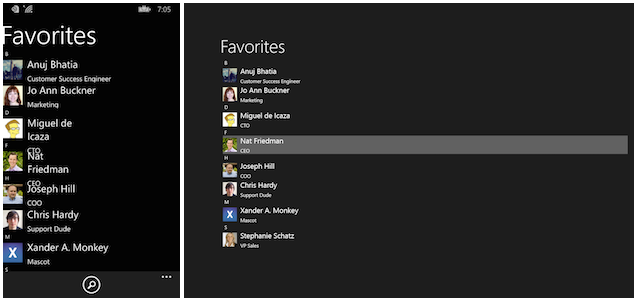 7:05
Favorites
B
Anuj Bhatia
Customer Success Engineer
Jo Ann Buckner
Marketing
D
Miguel de
Icaza
CTO
F
Nat
Friedman
CEO
H
Joseph Hill
COO
Chris Hardy
Support Dude
M
Xander A. Monkey
X
Mascot
S
Favorites
B
Anuj Bhatia
Customer Success Engineer
Jo Ann Buckner
Marketing
D
Miguel de Icaza
CTO
F
Nat Friedman
CEO
H
Joseph Hill
COO
Chris Hardy
Support Dude
M
Xander A. Monkey
X
Mascot
S
Stephanie Schatz
VP Sales